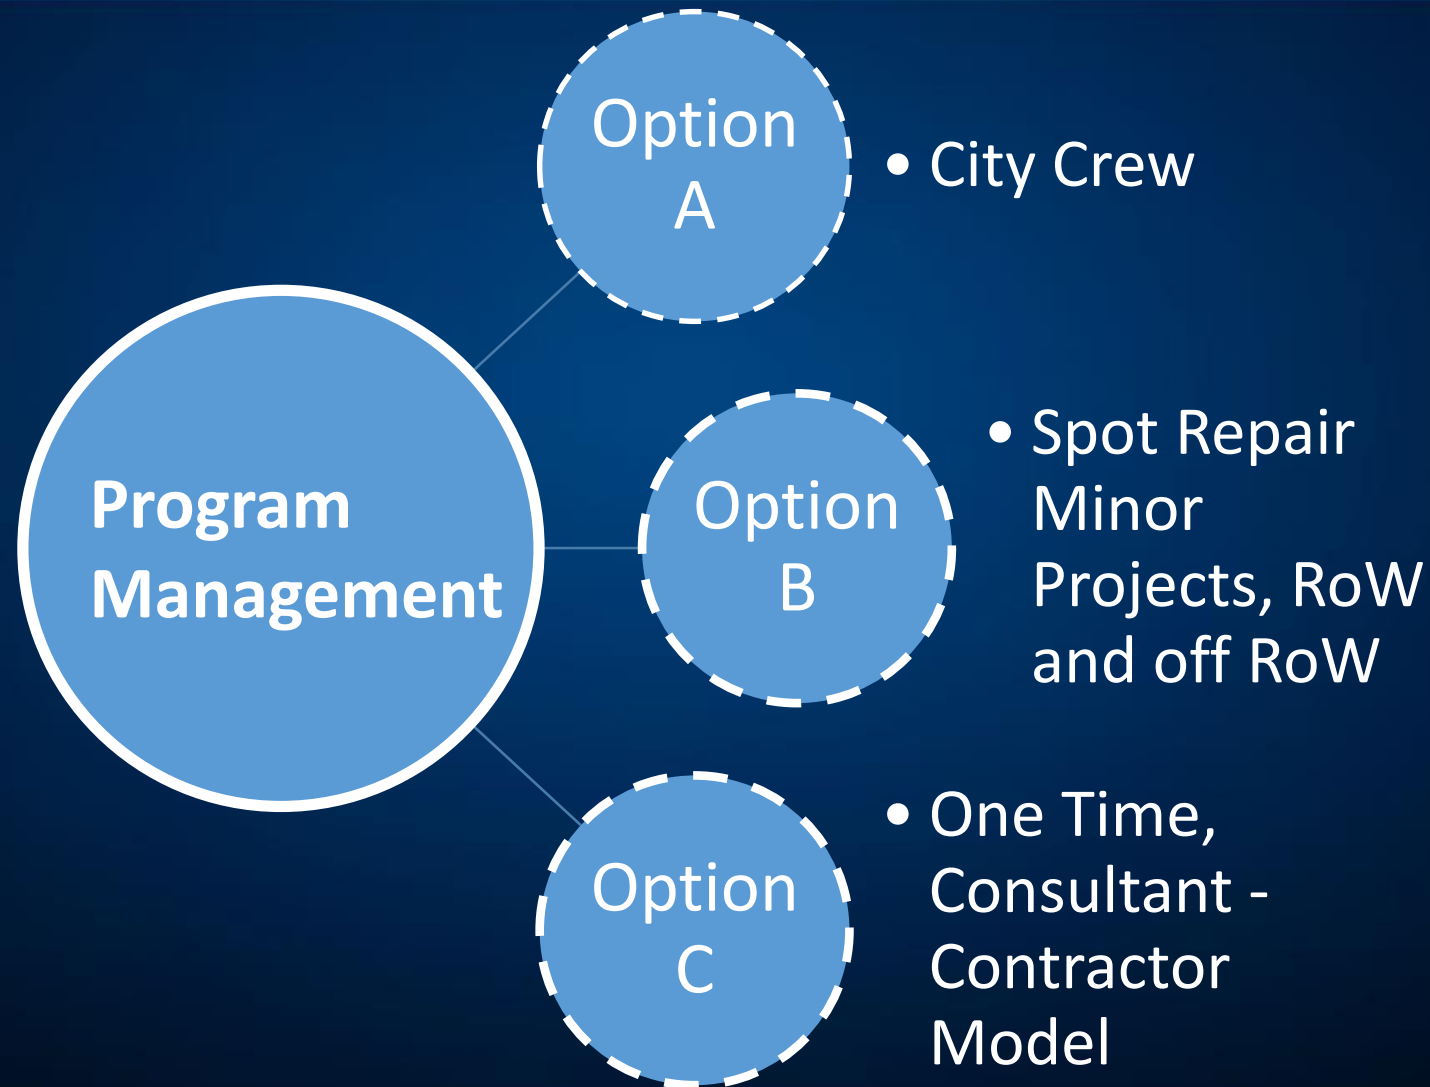 Program
Management
Option
A
• City Crew
Option
B
• Spot Repair
Minor
Projects, RoW
and off RoW
Option
C
• One Time,
Consultant -
Contractor
Model